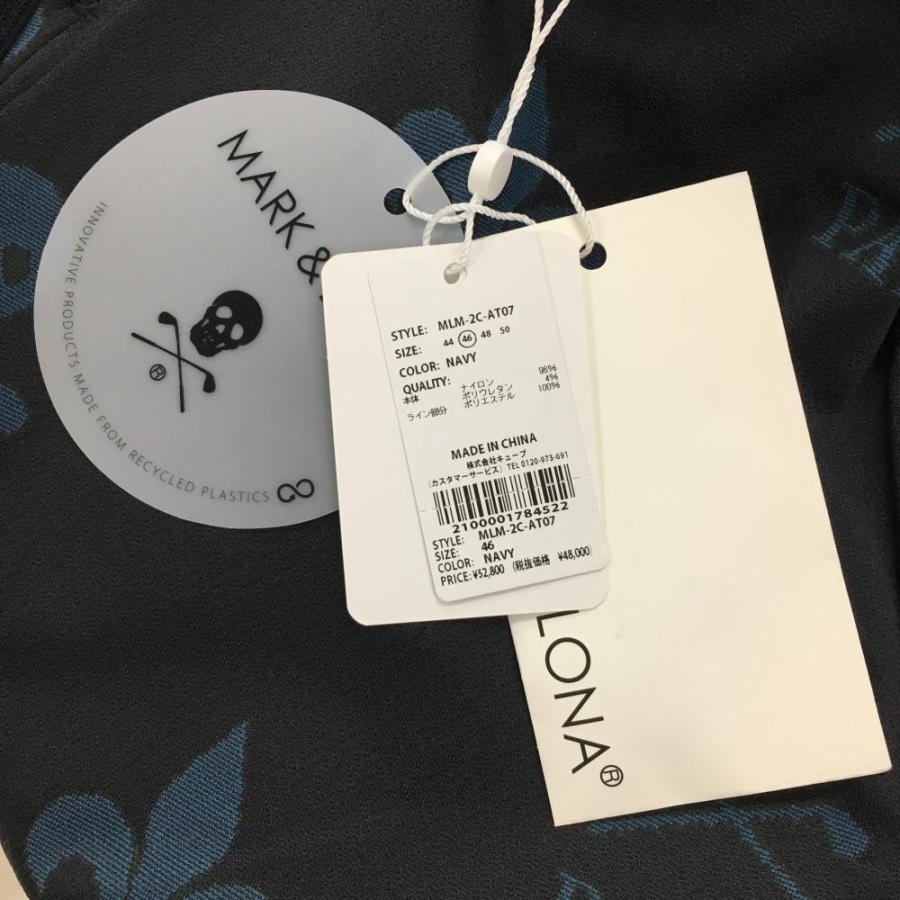 MARK &
INNOVATIVE PRODUCTS MADE FROM RECYCLED PLASTICS
®
STYLE: MLM-2C-AT07
SIZE: 44 46 48 50
COLOR: NAVY
QUALITY:
本体 ナイロン 96%
ポリウレタン 4%
ライン部分 ポリエステル 100%
MADE IN CHINA
株式会社キューブ
(カスタマーサービス) TEL 0120-973-691
2100001784522
STYLE: MLM-2C-AT07
SIZE: 46
COLOR: NAVY
PRICE: ¥52,800 (税抜価格 ¥48,000)
LONA®
PA